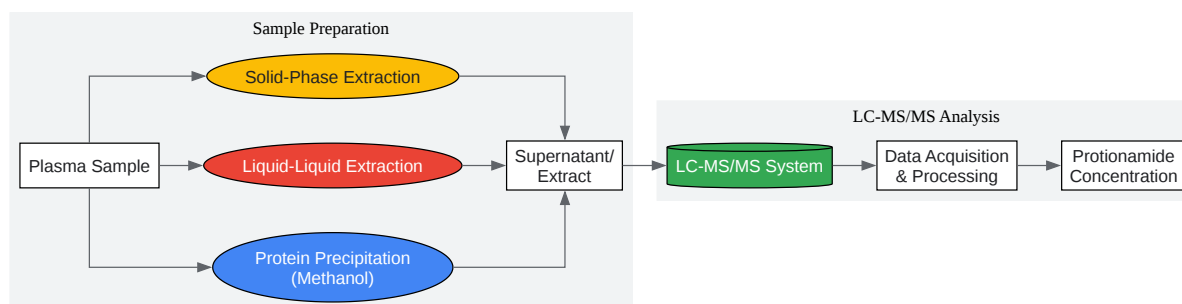 Sample Preparation
Solid-Phase Extraction
Plasma Sample
Liquid-Liquid Extraction
Supernatant/
Extract
Protein Precipitation
(Methanol)
LC-MS/MS Analysis
LC-MS/MS System
Data Acquisition
& Processing
Protionamide
Concentration